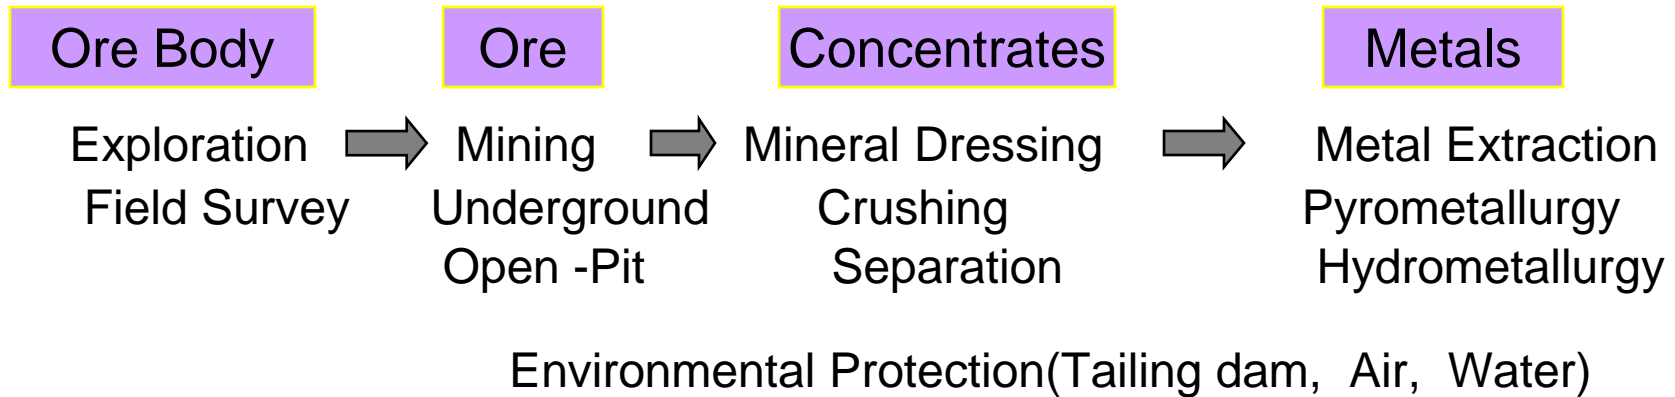 Ore Body Ore Concentrates Metals
Exploration Mining Mineral Dressing Metal Extraction
Field Survey Underground Crushing Pyrometallurgy
Open -Pit Separation Hydrometallurgy
Environmental Protection(Tailing dam, Air, Water)